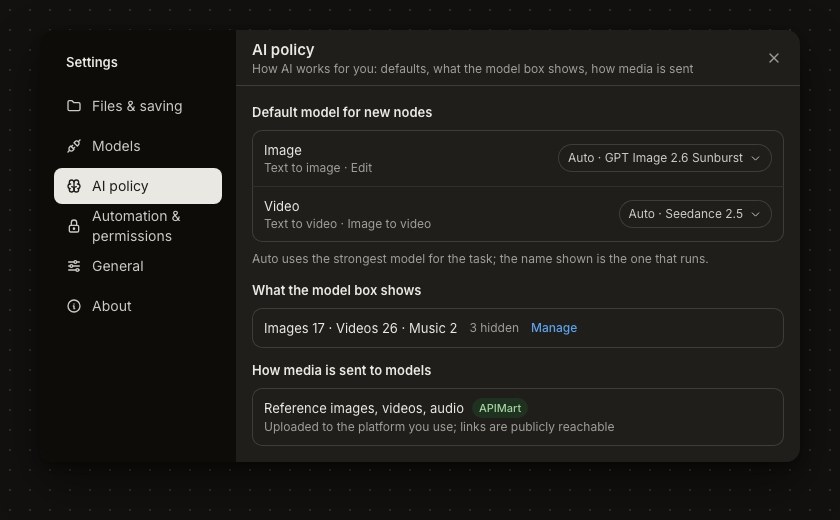 Settings
Files & saving
Models
AI policy
Automation &
permissions
General
About
AI policy
How AI works for you: defaults, what the model box shows, how media is sent
Default model for new nodes
Image
Text to image · Edit
Auto · GPT Image 2.6 Sunburst
Video
Text to video · Image to video
Auto · Seedance 2.5
Auto uses the strongest model for the task; the name shown is the one that runs.
What the model box shows
Images 17 · Videos 26 · Music 2 3 hidden Manage
How media is sent to models
Reference images, videos, audio APIMart
Uploaded to the platform you use; links are publicly reachable